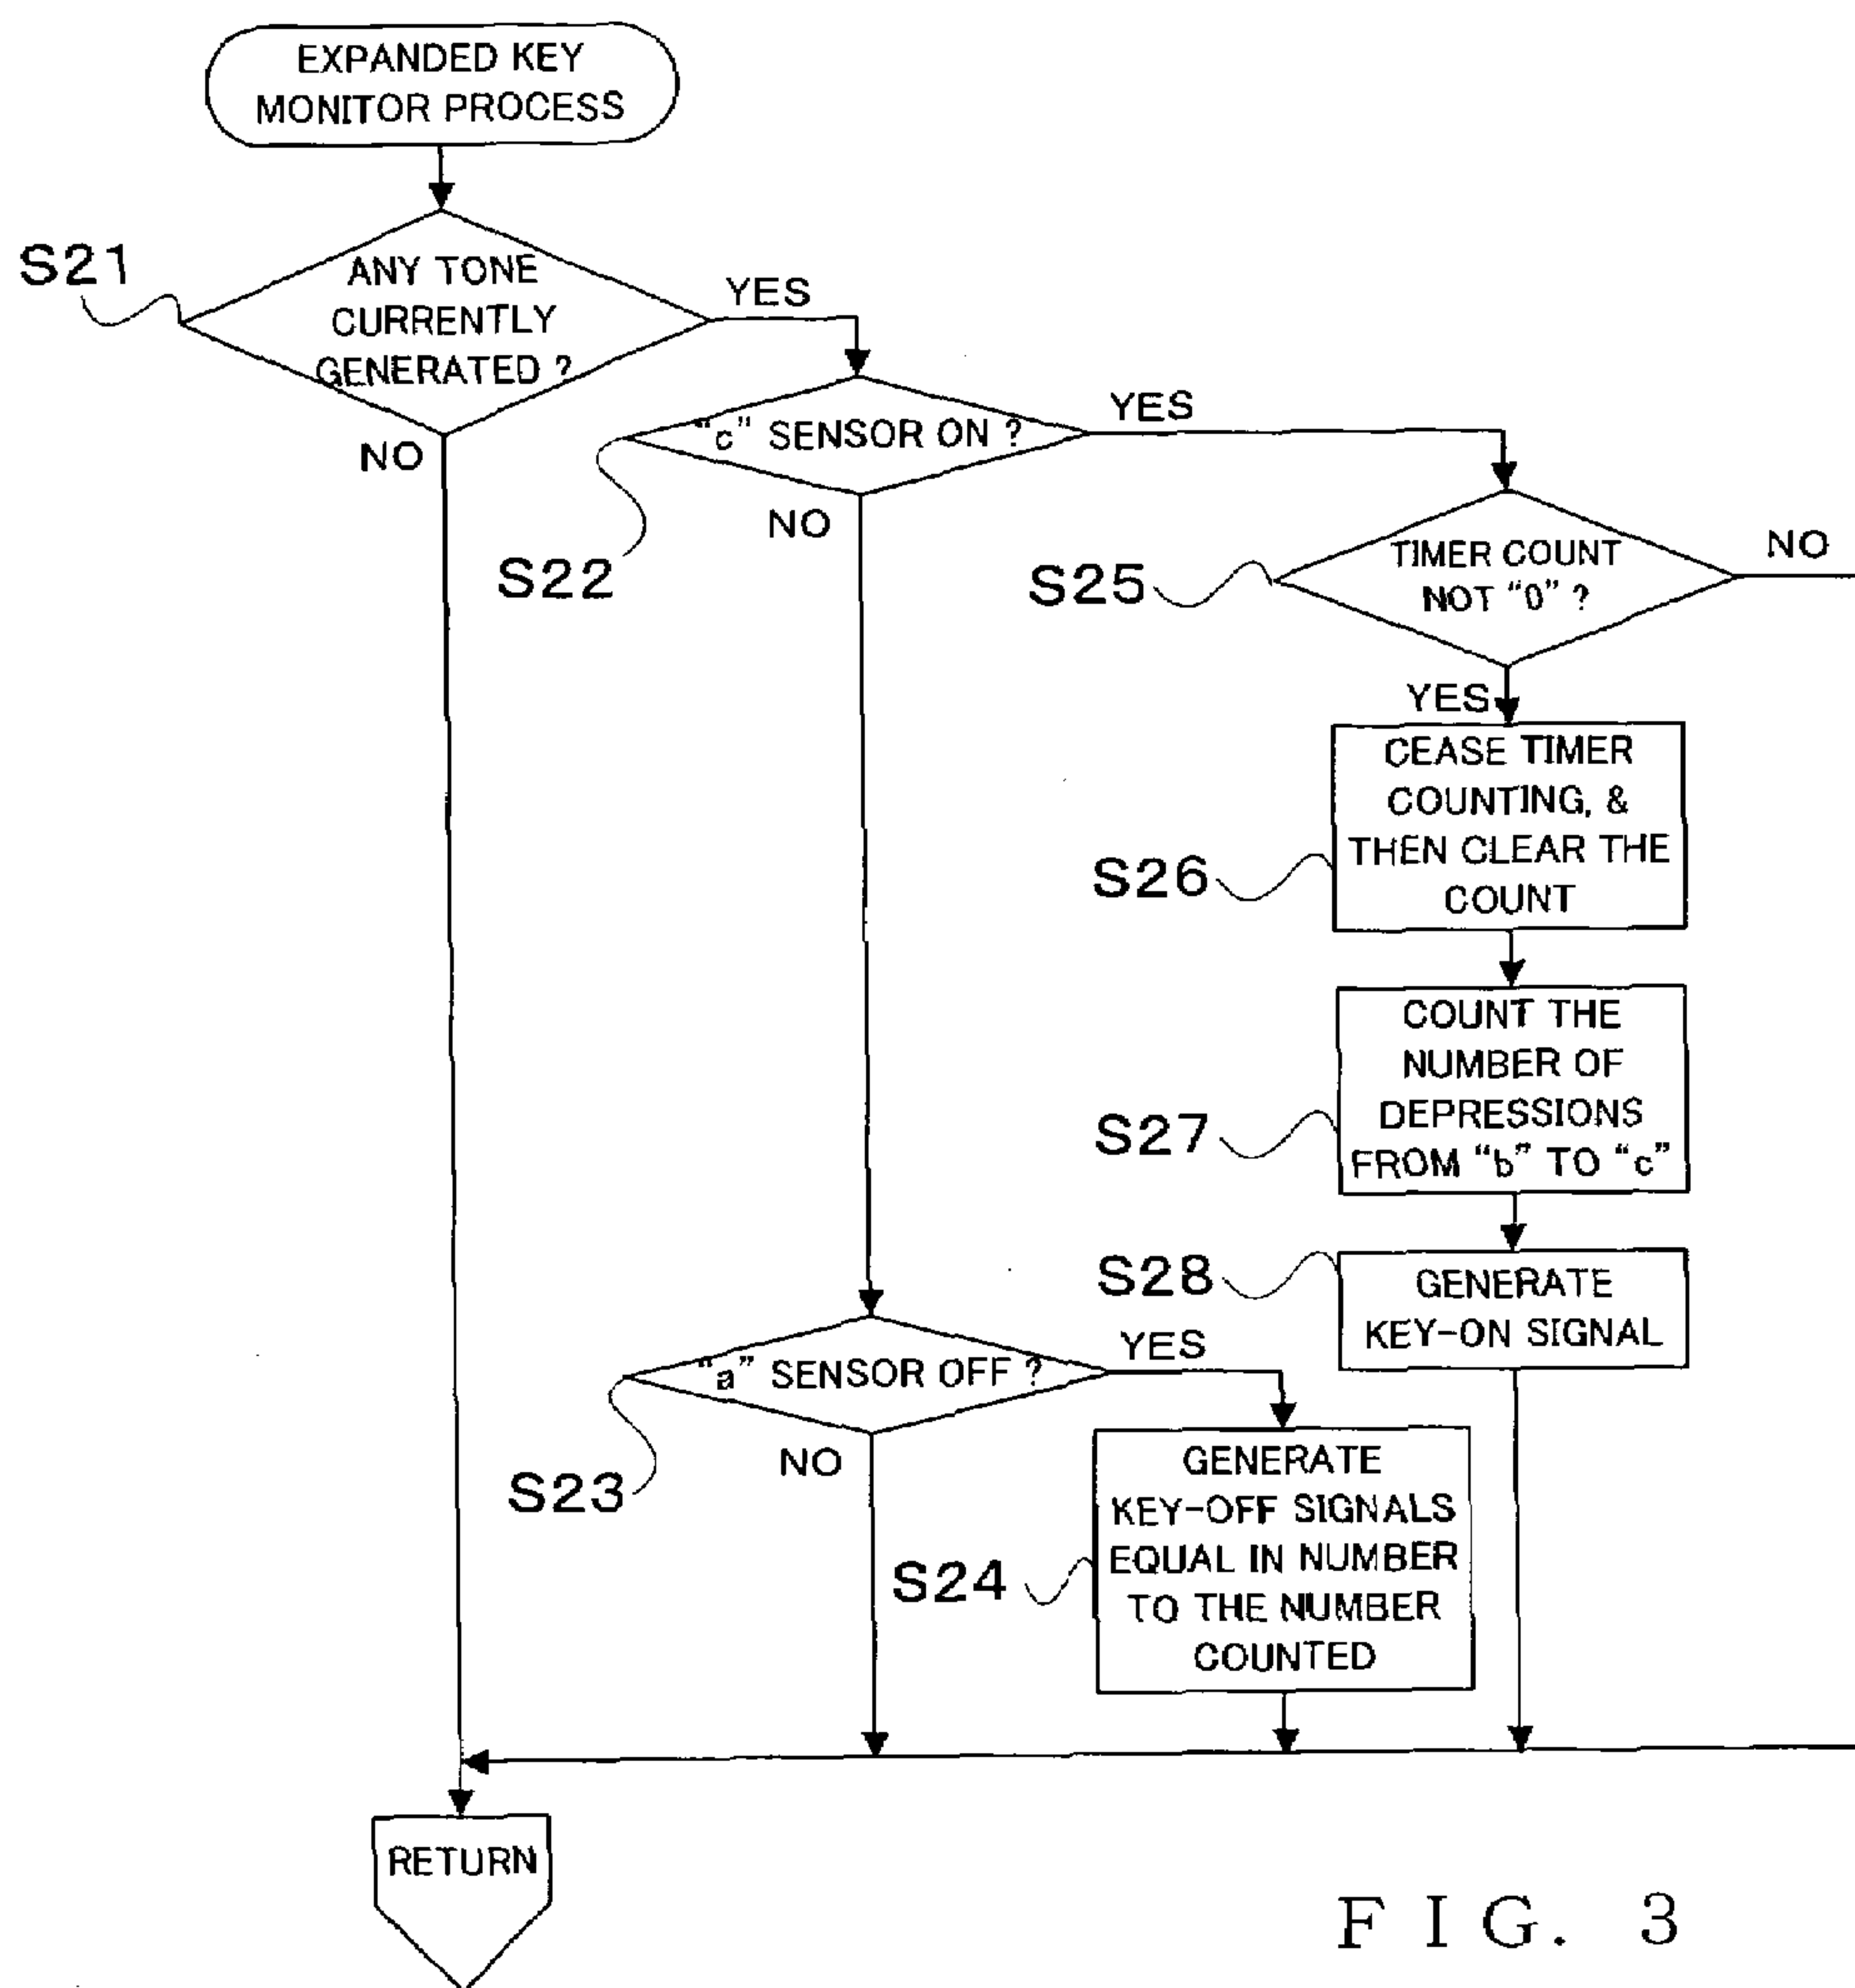 EXPANDED KEY
MONITOR PROCESS
S21
ANY TONE
CURRENTLY
GENERATED ?
YES
NO
S22
"c" SENSOR ON ?
YES
NO
S25
TIMER COUNT
NOT "0" ?
NO
YES
S26
CEASE TIMER
COUNTING, &
THEN CLEAR THE
COUNT
S27
COUNT THE
NUMBER OF
DEPRESSIONS
FROM "b" TO "c"
S28
GENERATE
KEY-ON SIGNAL
S23
"a" SENSOR OFF ?
YES
NO
S24
GENERATE
KEY-OFF SIGNALS
EQUAL IN NUMBER
TO THE NUMBER
COUNTED
RETURN
FIG. 3